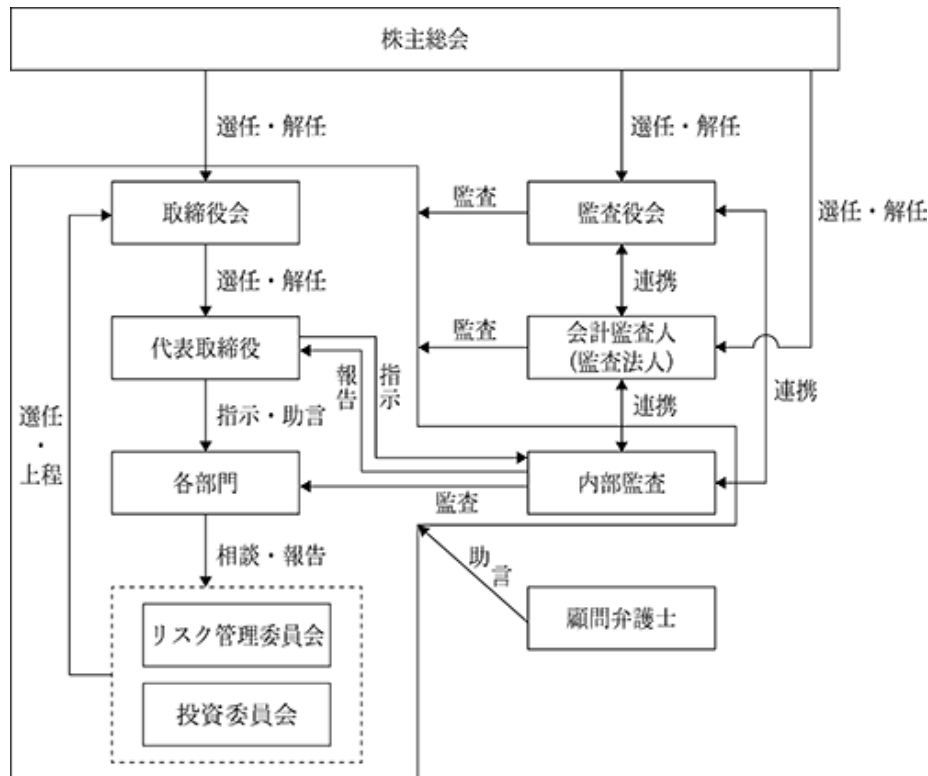 株主総会
選任・解任
選任・解任
選任・解任
取締役会
監査
監査役会
選任・解任
連携
代表取締役
監査
会計監査人
(監査法人)
報告
指示
指示・助言
連携
連携
選任
・
上程
各部門
監査
内部監査
相談・報告
助言
リスク管理委員会
顧問弁護士
投資委員会